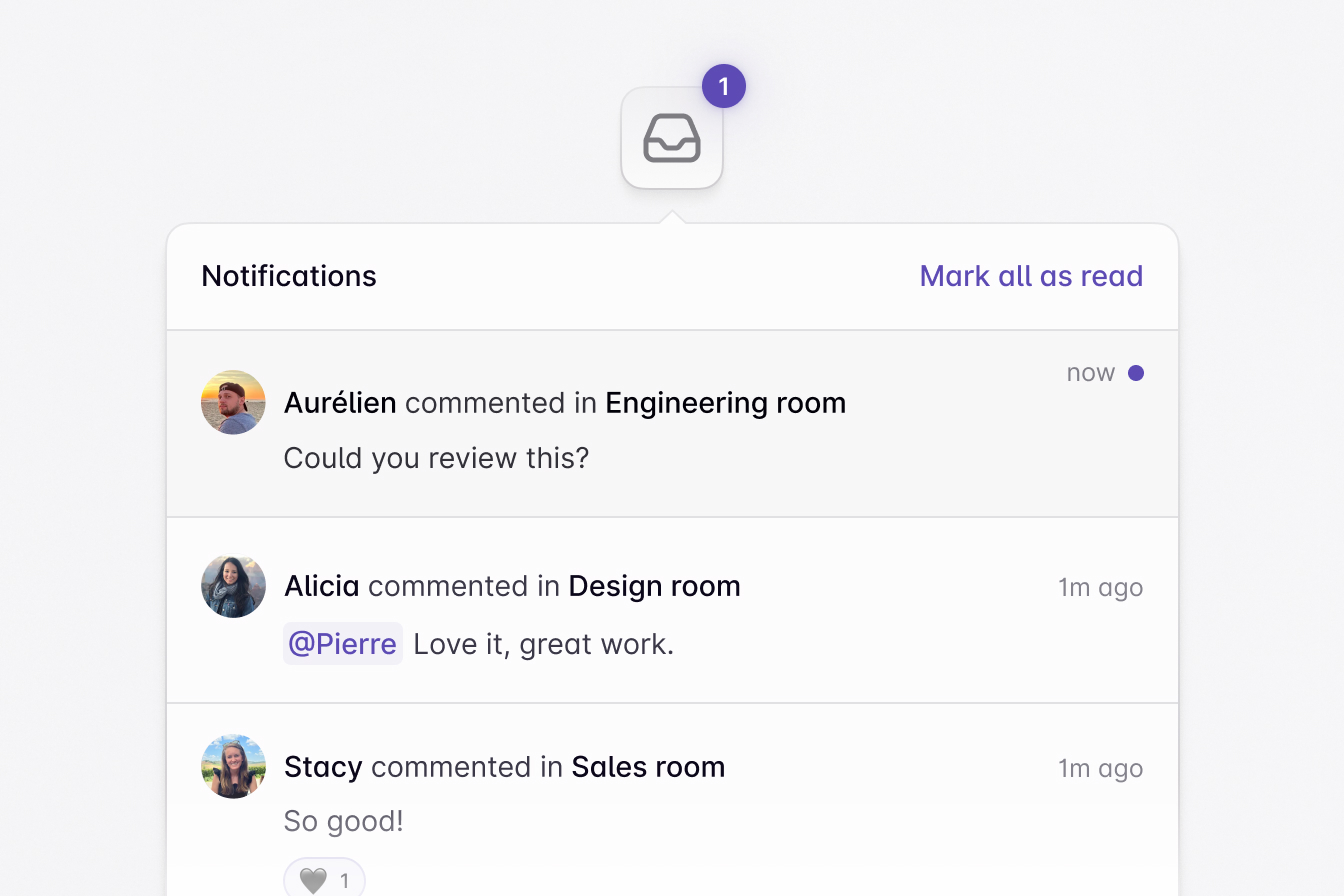 1
Notifications
Mark all as read
now
Aurélien commented in Engineering room
Could you review this?
Alicia commented in Design room
1m ago
@Pierre Love it, great work.
Stacy commented in Sales room
1m ago
So good!
1